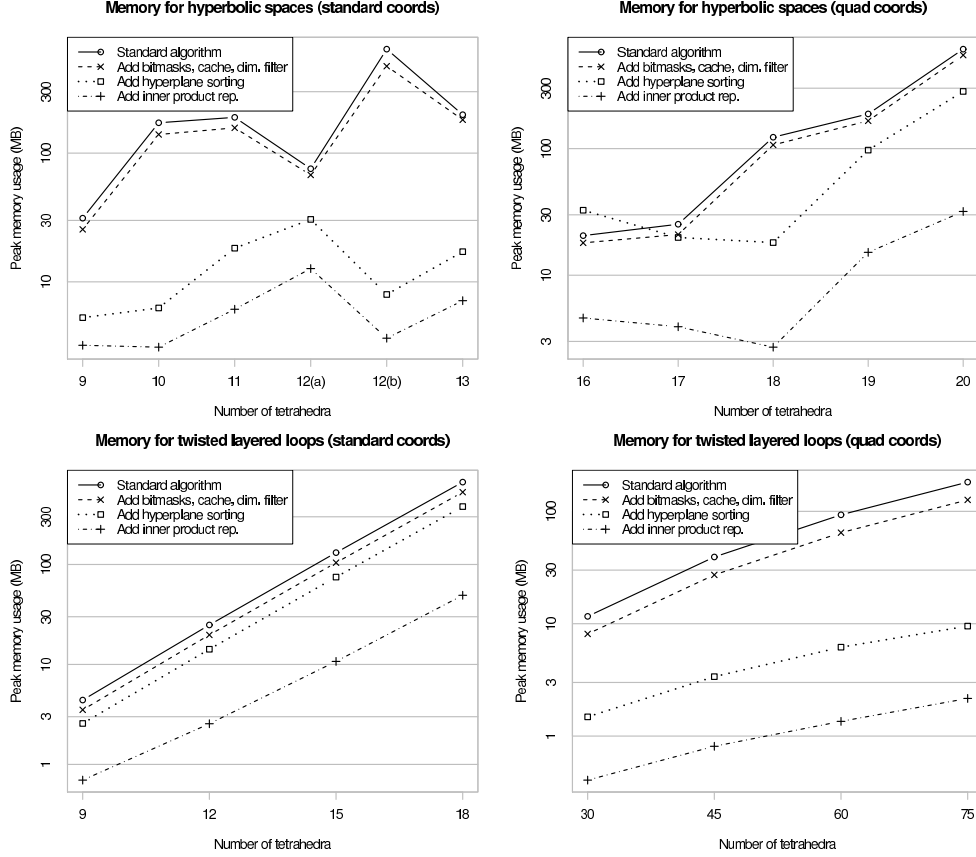 Memory for hyperbolic spaces (standard coords)
Standard algorithm
Add bitmasks, cache, dim. filter
Add hyperplane sorting
Add inner product rep.
Peak memory usage (MB)
300
100
30
10
9
10
11
12(a)
12(b)
13
Number of tetrahedra
Memory for hyperbolic spaces (quad coords)
Standard algorithm
Add bitmasks, cache, dim. filter
Add hyperplane sorting
Add inner product rep.
Peak memory usage (MB)
300
100
30
10
3
16
17
18
19
20
Number of tetrahedra
Memory for twisted layered loops (standard coords)
Standard algorithm
Add bitmasks, cache, dim. filter
Add hyperplane sorting
Add inner product rep.
Peak memory usage (MB)
300
100
30
10
3
1
9
12
15
18
Number of tetrahedra
Memory for twisted layered loops (quad coords)
Standard algorithm
Add bitmasks, cache, dim. filter
Add hyperplane sorting
Add inner product rep.
Peak memory usage (MB)
100
30
10
3
1
30
45
60
75
Number of tetrahedra